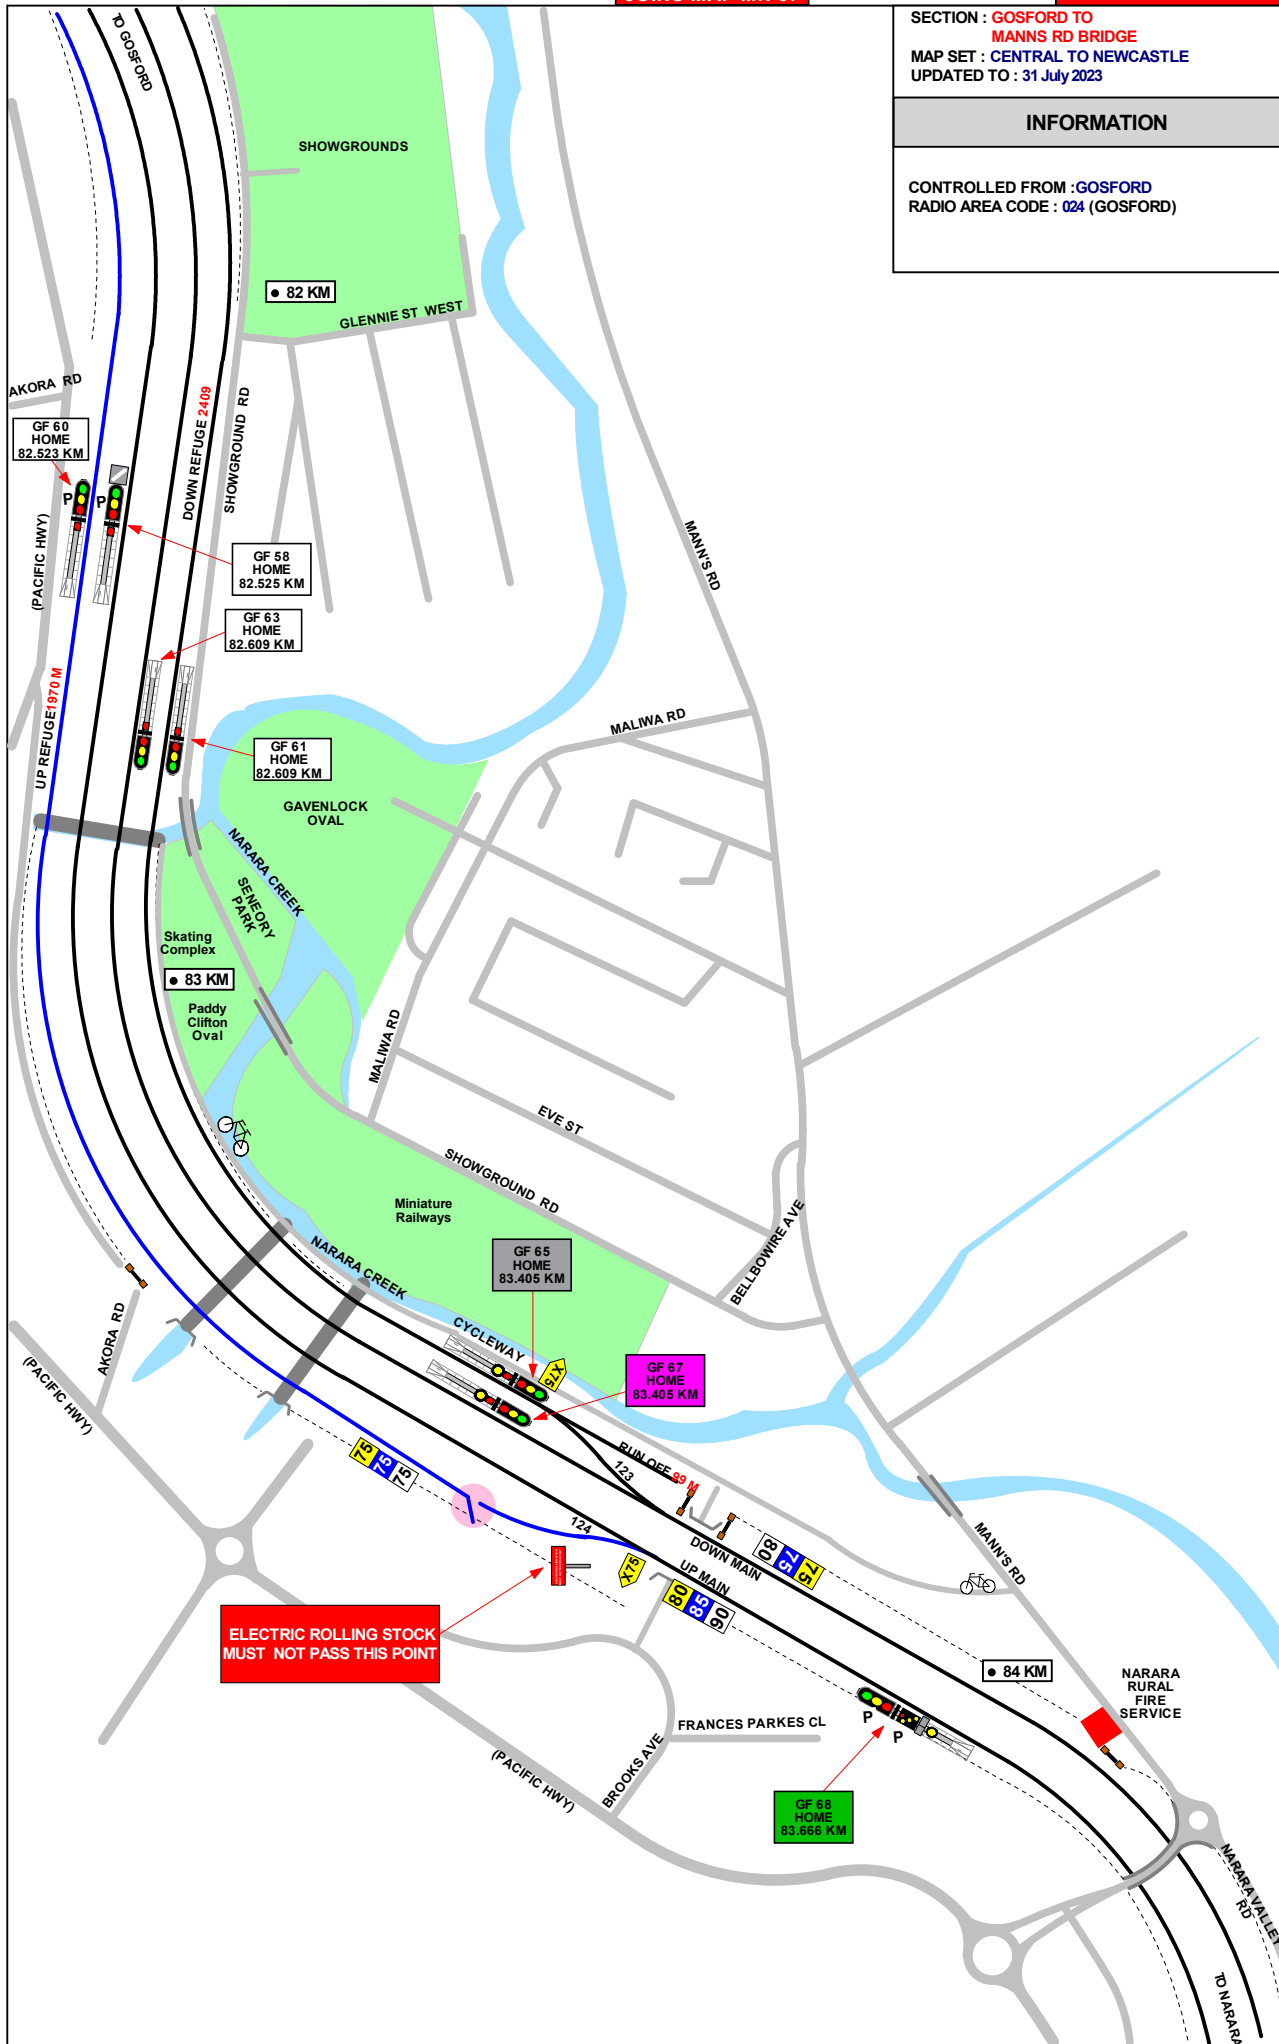 SECTION : GOSFORD TO
MANNS RD BRIDGE
MAP SET : CENTRAL TO NEWCASTLE
UPDATED TO : 31 July 2023
INFORMATION
CONTROLLED FROM :GOSFORD
RADIO AREA CODE : 024 (GOSFORD)
TO GOSFORD
SHOWGROUNDS
82 KM
GLENNIE ST WEST
AKORA RD
GF 60
HOME
82.523 KM
P P
DOWN REFUGE 2409
SHOWGROUND RD
(PACIFIC HWY)
GF 58
HOME
82.525 KM
MANN'S RD
GF 63
HOME
82.609 KM
UP REFUGE1970 M
MALIWA RD
GF 61
HOME
82.609 KM
GAVENLOCK
OVAL
NARARA CREEK
SENEORY
PARK
Skating
Complex
83 KM
Paddy
Clifton
Oval
MALIWA RD
EVE ST
SHOWGROUND RD
Miniature
Railways
BELLBOWIRE AVE
NARARA CREEK
GF 65
HOME
83.405 KM
AKORA RD
CYCLEWAY
X75
GF 67
HOME
83.405 KM
(PACIFIC HWY)
75
75
75
RUN OFF 99 M
123
124
DOWN MAIN
80
75
75
MANN'S RD
UP MAIN
X75
80
85
90
ELECTRIC ROLLING STOCK
MUST NOT PASS THIS POINT
84 KM
NARARA
RURAL
FIRE
SERVICE
P
P
FRANCES PARKES CL
BROOKS AVE
(PACIFIC HWY)
GF 68
HOME
83.666 KM
NARARA VALLEY
RD
TO NARARA